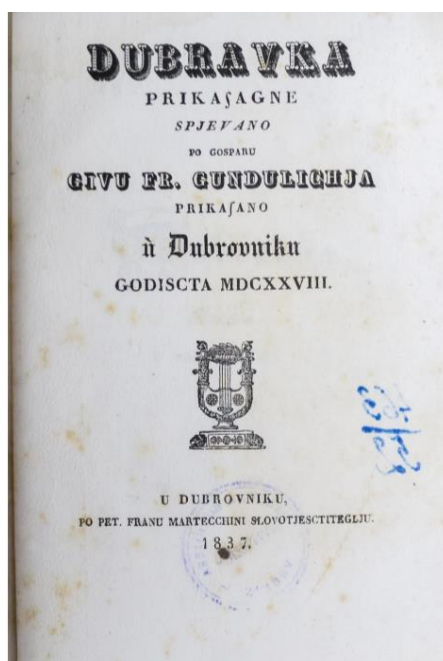 DUBRAVKA
PRIKAſAGNE
SPJEVANO
PO GOSPARU
GIVU FR. GUNDULICHJA
PRIKAſANO
ù Dubrovniku
GODISCTA MDCXXVIII.
U DUBROVNIKU,
PO PET. FRANU MARTECCHINI SLOVOTJESCTITEGLJU.
1837.